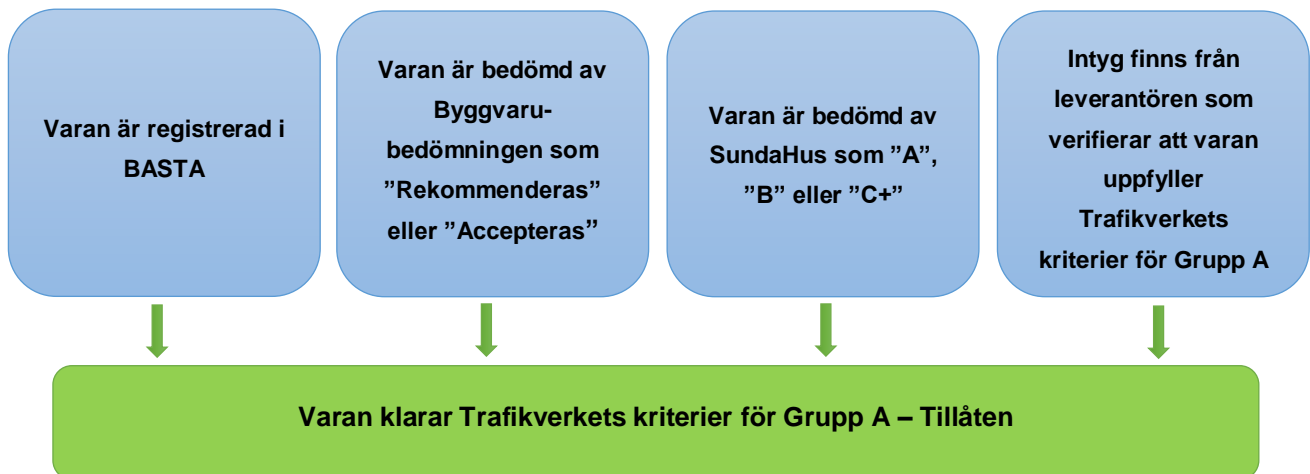 Varan är registrerad i
BASTA
Varan är bedömd av
Byggvaru-
bedömningen som
”Rekommenderas”
eller ”Accepteras”
Varan är bedömd av
SundaHus som ”A”,
”B” eller ”C+”
Intyg finns från
leverantören som
verifierar att varan
uppfyller
Trafikverkets
kriterier för Grupp A
Varan klarar Trafikverkets kriterier för Grupp A – Tillåten